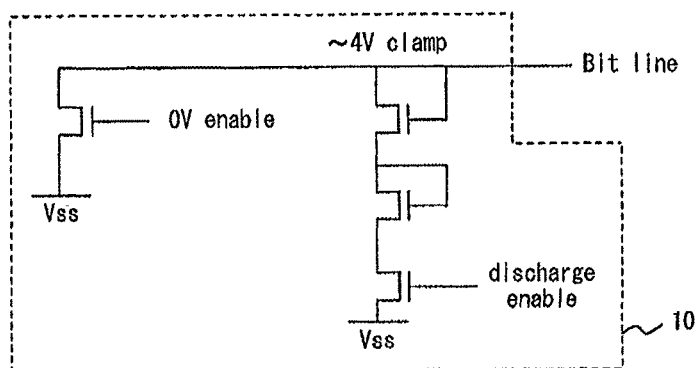 ~4V clamp
Bit line
0V enable
Vss
discharge
enable
Vss
10